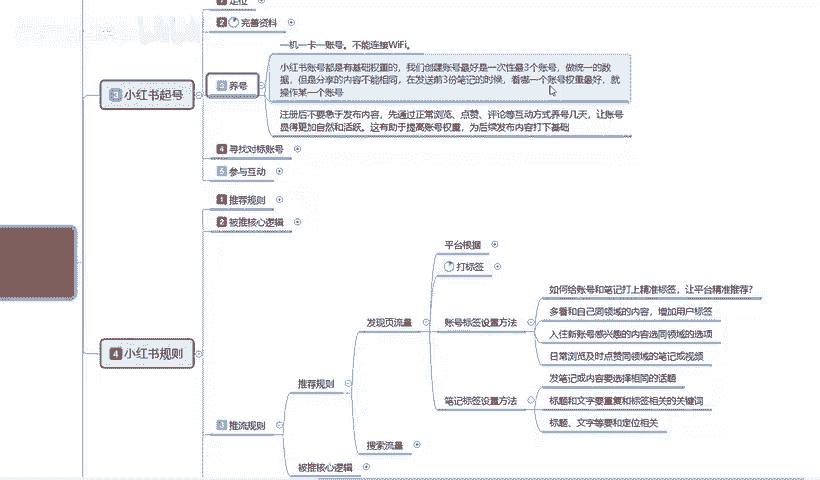 1 定位
2 完善资料
3 小红书起号
一机一卡一账号。不能连接WiFi。
3 养号
小红书账号都是有基础权重的，我们创建账号最好是一次性最3个账号，做统一的数
据，但是分享的内容不能相同，在发送前3份笔记的时候，看哪一个账号权重最好，就
操作某一个账号
注册后不要急于发布内容，先通过正常浏览、点赞、评论等互动方式养号几天，让账号
显得更加自然和活跃。这有助于提高账号权重，为后续发布内容打下基础
4 寻找对标账号
5 参与互动
4 小红书规则
1 推荐规则
2 被推核心逻辑
3 推流规则
推荐规则
发现页流量
平台根据
打标签
账号标签设置方法
如何给账号和笔记打上精准标签，让平台精准推荐?
多看和自己同领域的内容，增加用户标签
入住新账号感兴趣的内容选同领域的选项
日常浏览及时点赞同领域的笔记或视频
笔记标签设置方法
发笔记或内容要选择相同的话题
标题和文字要重复和标签相关的关键词
标题、文字等要和定位相关
搜索流量
被推核心逻辑